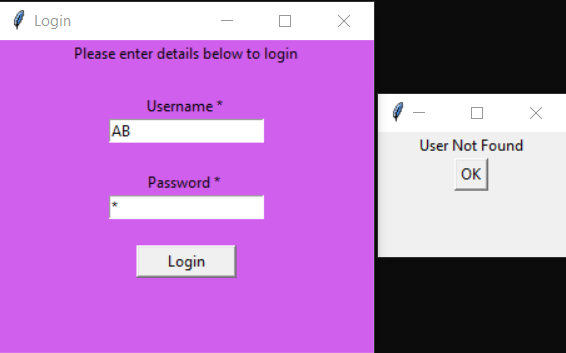 Login
Please enter details below to login
Username *
AB
Password *
*
Login
User Not Found
OK